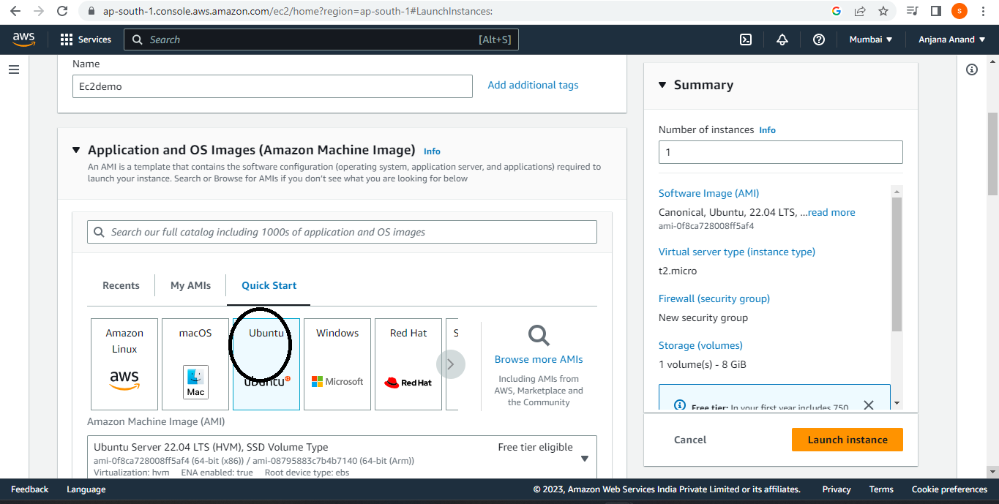 ap-south-1.console.aws.amazon.com/ec2/home?region=ap-south-1#LaunchInstances:
S
aws
Services
Search
[Alt+S]
Mumbai
Anjana Anand
Name
Ec2demo
Add additional tags
Application and OS Images (Amazon Machine Image) Info
An AMI is a template that contains the software configuration (operating system, application server, and applications) required to
launch your instance. Search or Browse for AMIs if you don't see what you are looking for below
Search our full catalog including 1000s of application and OS images
Recents
My AMIs
Quick Start
Amazon
Linux
aws
macOS
Mac
Ubuntu
ubuntu
Windows
Microsoft
Red Hat
Red Hat
S
Browse more AMIs
Including AMIs from
AWS, Marketplace and
the Community
Amazon Machine Image (AMI)
Ubuntu Server 22.04 LTS (HVM), SSD Volume Type
Free tier eligible
ami-0f8ca728008ff5af4 (64-bit (x86)) / ami-08795883c7b4b7140 (64-bit (Arm))
Virtualization: hvm ENA enabled: true Root device type: ebs
Summary
Number of instances Info
1
Software Image (AMI)
Canonical, Ubuntu, 22.04 LTS, ...read more
ami-0f8ca728008ff5af4
Virtual server type (instance type)
t2.micro
Firewall (security group)
New security group
Storage (volumes)
1 volume(s) - 8 GiB
Free tier: In your first year includes 750
Cancel
Launch instance
Feedback
Language
© 2023, Amazon Web Services India Private Limited or its affiliates.
Privacy
Terms
Cookie preferences